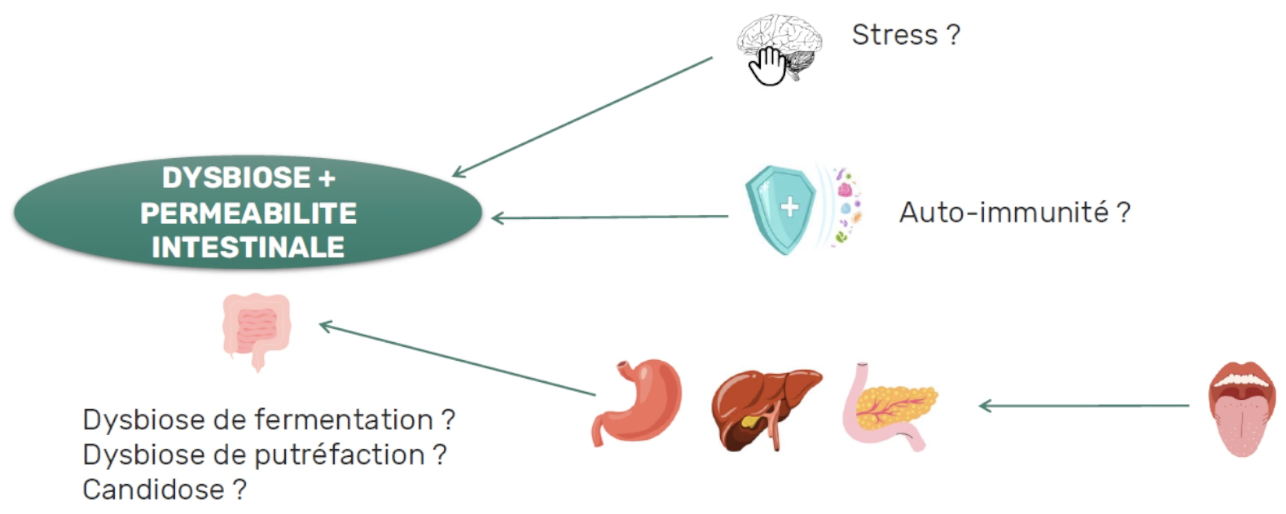 Stress ?
DYSBIOSE +
PERMEABILITE
INTESTINALE
Auto-immunité ?
Dysbiose de fermentation ?
Dysbiose de putréfaction ?
Candidose ?